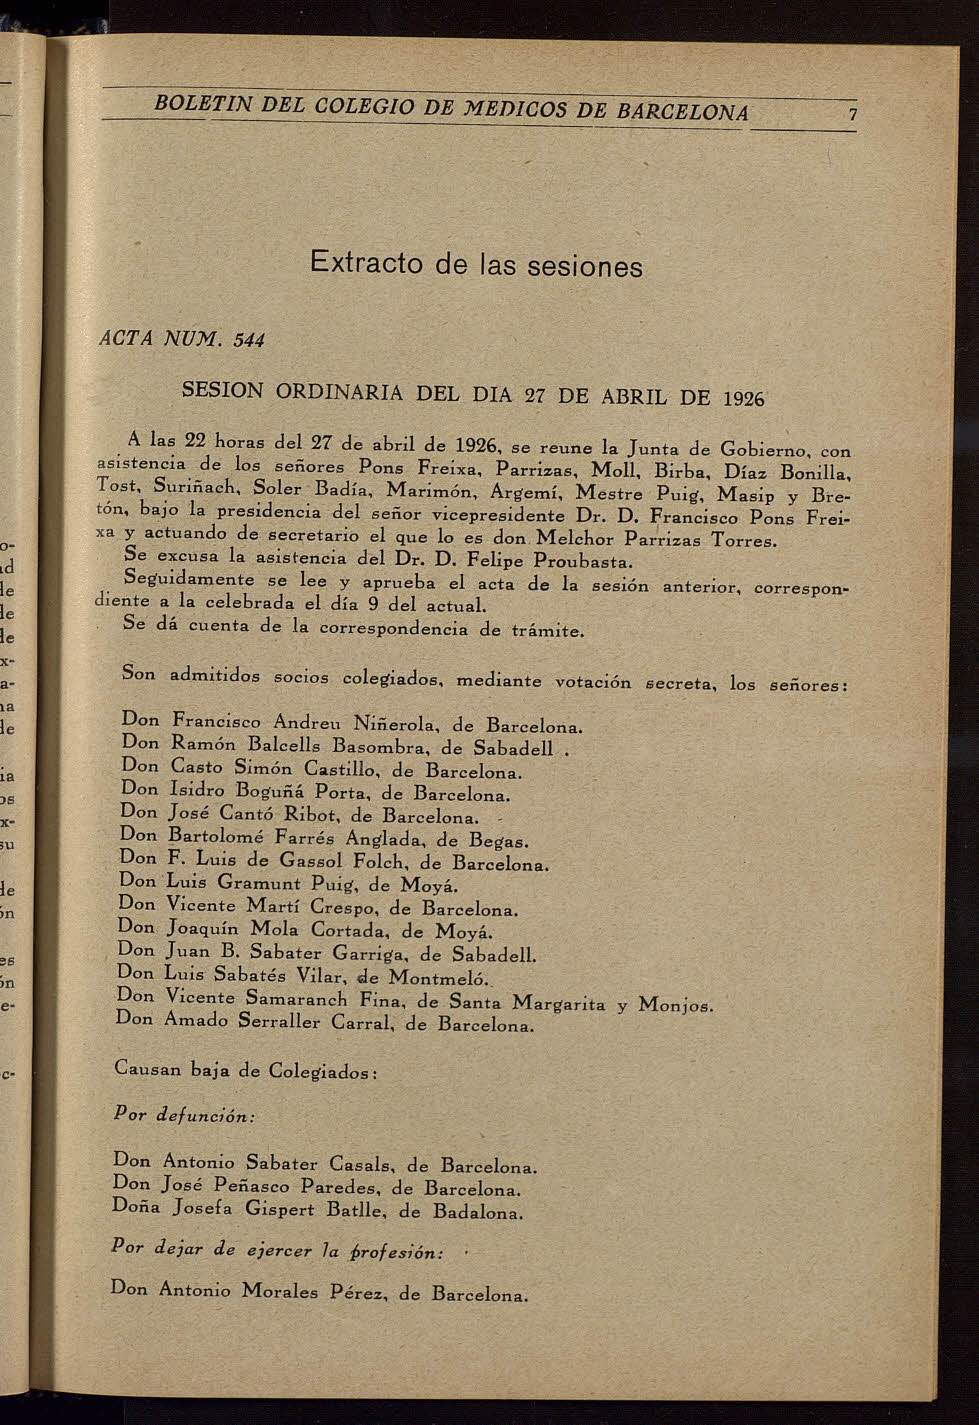 BOLETIN DEL COLEGIO DE MEDICOS DE BARCELONA 7
Extracto de las sesiones
ACTA NUM. 544
SESION ORDINARIA DEL DIA 27 DE ABRIL DE 1926
A las 22 horas del 27 de abril de 1926, se reune la Junta de Gobierno, con
asistencia de los señores Pons Freixa, Parrizas, Moll, Birba, Díaz Bonilla,
Tost, Suriñach, Soler Badía, Marimón, Argemí, Mestre Puig, Masip y Bre-
tón, bajo la presidencia del señor vicepresidente Dr. D. Francisco Pons Frei-
xa y actuando de secretario el que lo es don Melchor Parrizas Torres.
Se excusa la asistencia del Dr. D. Felipe Proubasta.
Seguidamente se lee y aprueba el acta de la sesión anterior, correspon-
diente a la celebrada el día 9 del actual.
Se dá cuenta de la correspondencia de trámite.
Son admitidos socios colegiados, mediante votación secreta, los señores:
Don Francisco Andreu Niñerola, de Barcelona.
Don Ramón Balcells Basombra, de Sabadell .
Don Casto Simón Castillo, de Barcelona.
Don Isidro Boguñá Porta, de Barcelona.
Don José Cantó Ribot, de Barcelona.
Don Bartolomé Farrés Anglada, de Begas.
Don F. Luis de Gassol Folch, de Barcelona.
Don Luis Gramunt Puig, de Moyá.
Don Vicente Martí Crespo, de Barcelona.
Don Joaquín Mola Cortada, de Moyá.
Don Juan B. Sabater Garriga, de Sabadell.
Don Luis Sabatés Vilar, de Montmeló.
Don Vicente Samaranch Fina, de Santa Margarita y Monjos.
Don Amado Serraller Carral, de Barcelona.
Causan baja de Colegiados:
Por defunción:
Don Antonio Sabater Casals, de Barcelona.
Don José Peñasco Paredes, de Barcelona.
Doña Josefa Gispert Batlle, de Badalona.
Por dejar de ejercer la profesión:
Don Antonio Morales Pérez, de Barcelona.